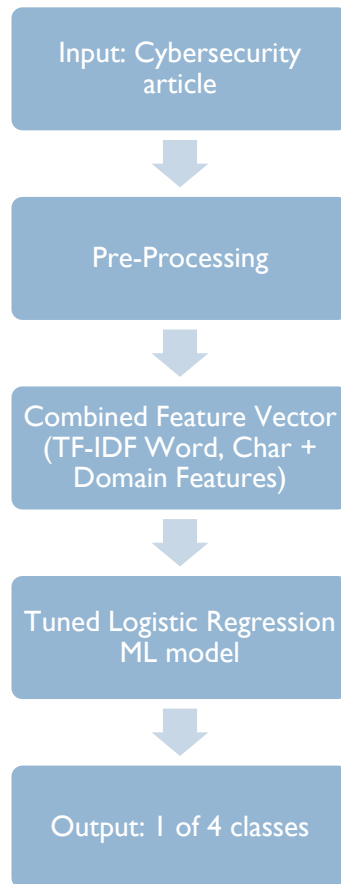 Input: Cybersecurity
article
Pre-Processing
Combined Feature Vector
(TF-IDF Word, Char +
Domain Features)
Tuned Logistic Regression
ML model
Output: 1 of 4 classes